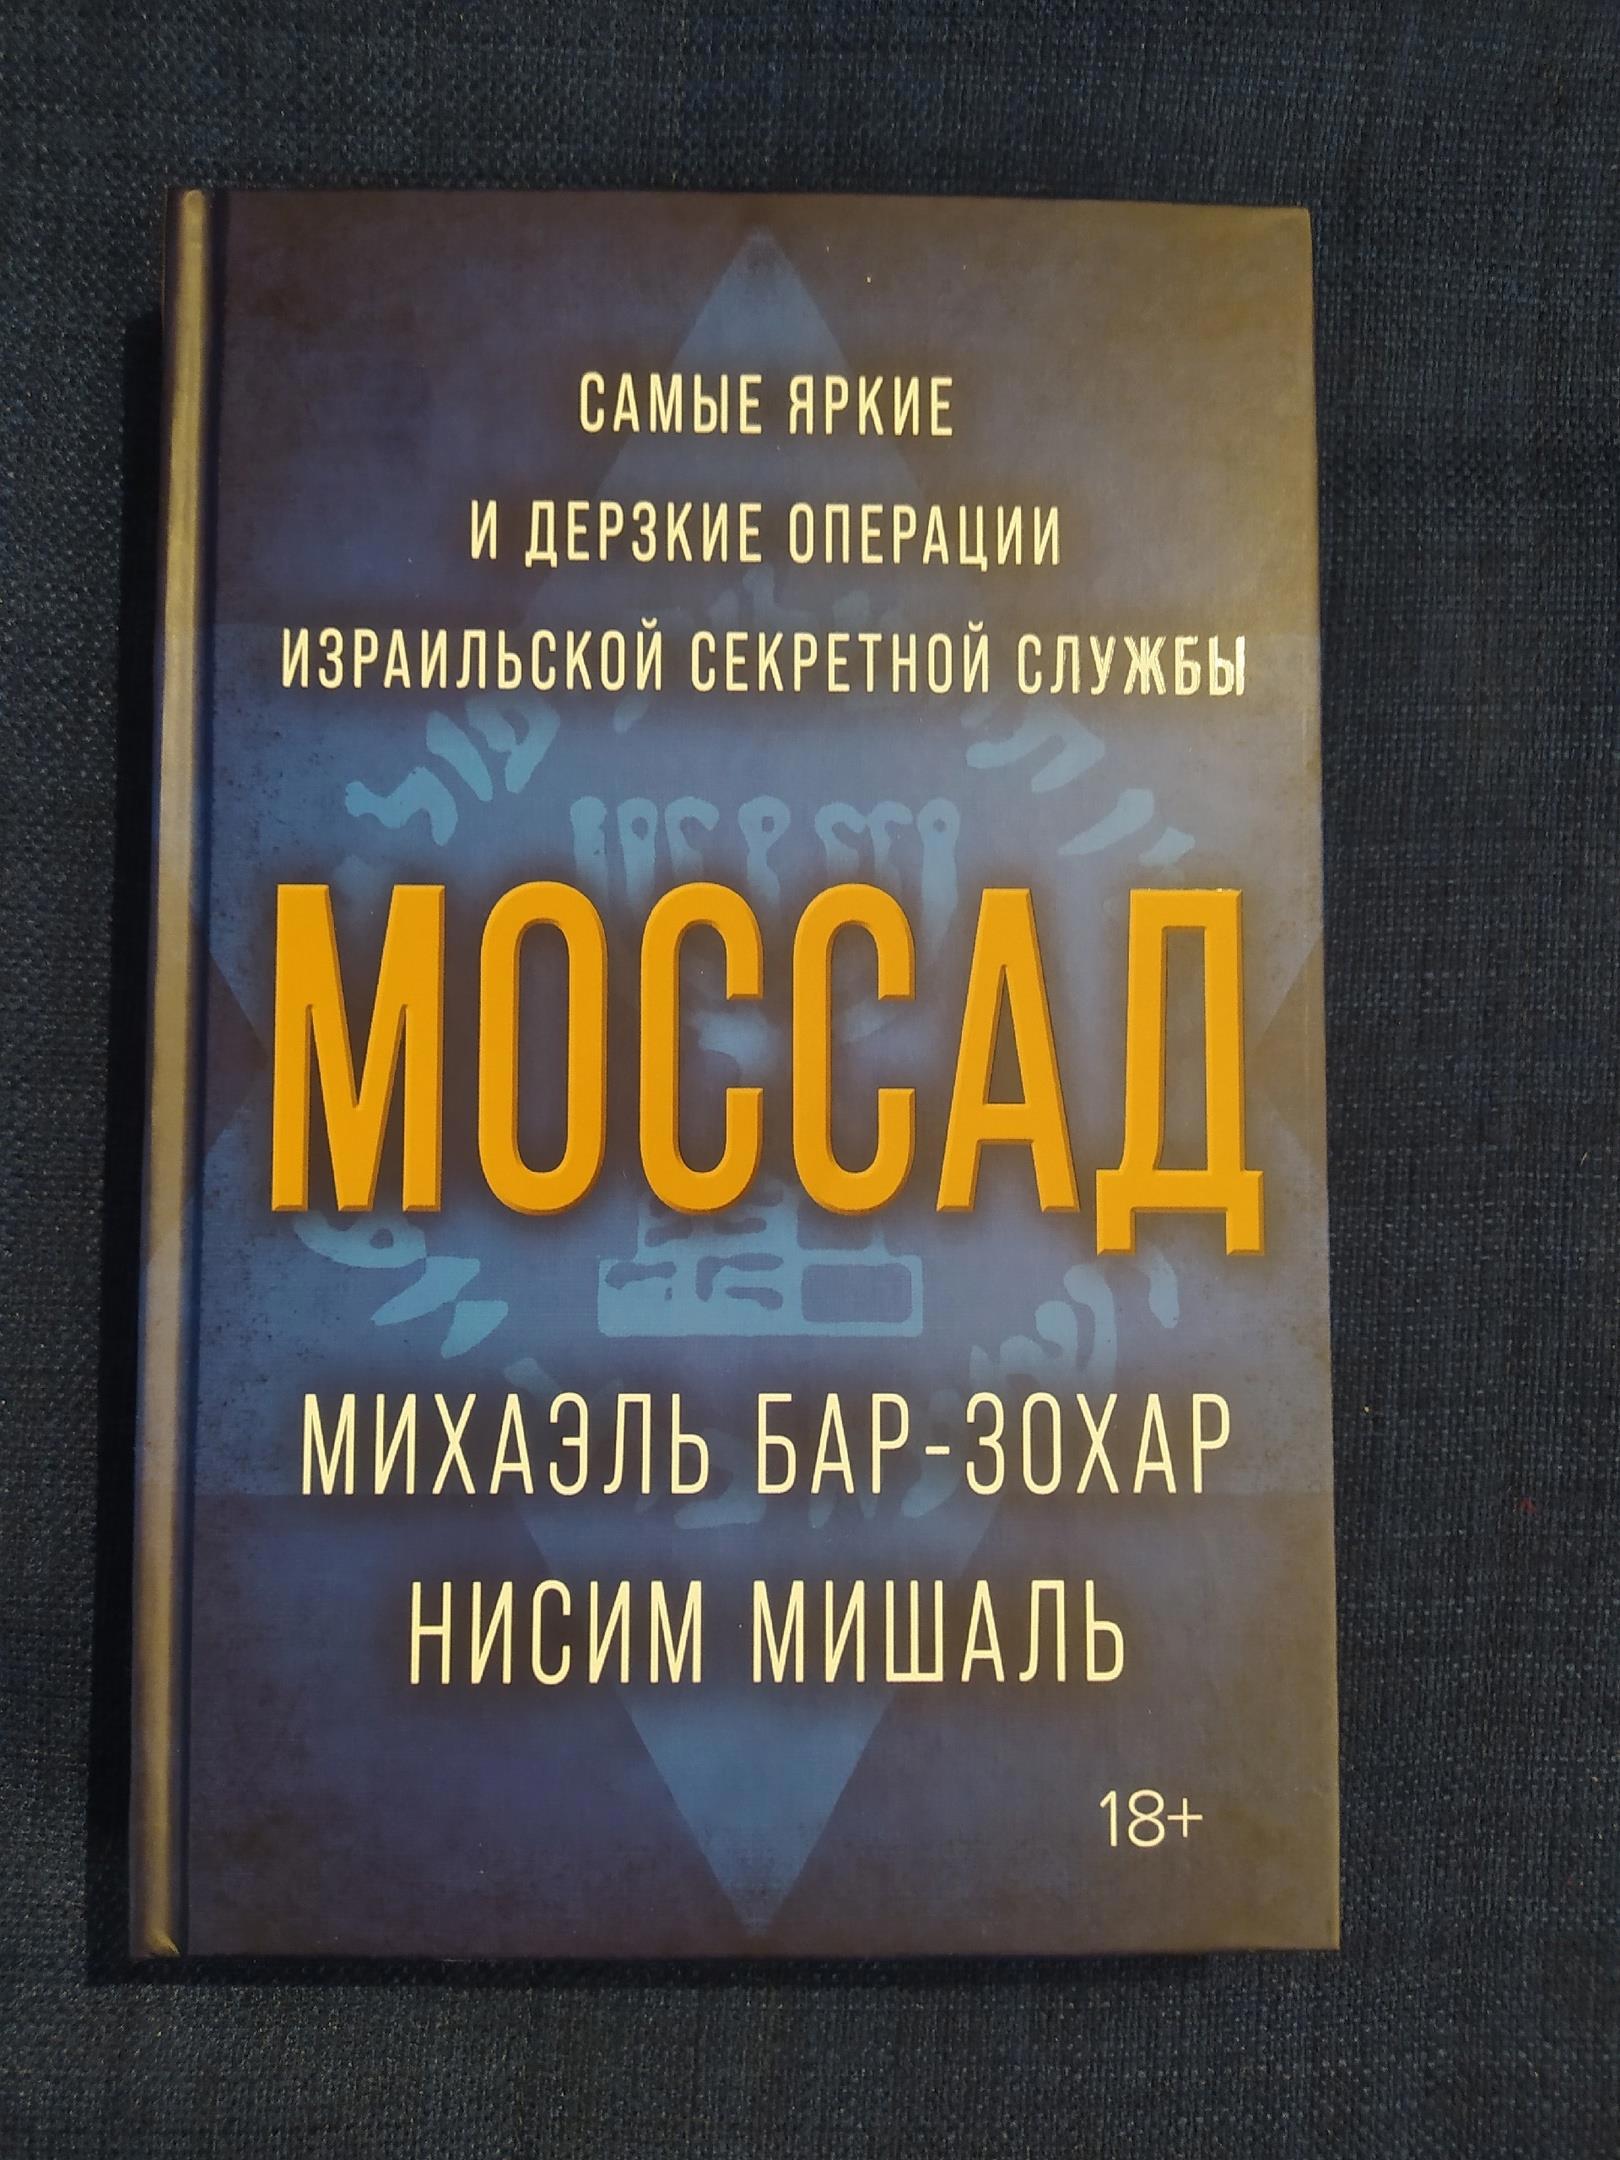 САМЫЕ ЯРКИЕ
И ДЕРЗКИЕ ОПЕРАЦИИ
ИЗРАИЛЬСКОЙ СЕКРЕТНОЙ СЛУЖБЫ
МОССАД
МИХАЭЛЬ БАР-ЗОХАР
НИСИМ МИШАЛЬ
18+